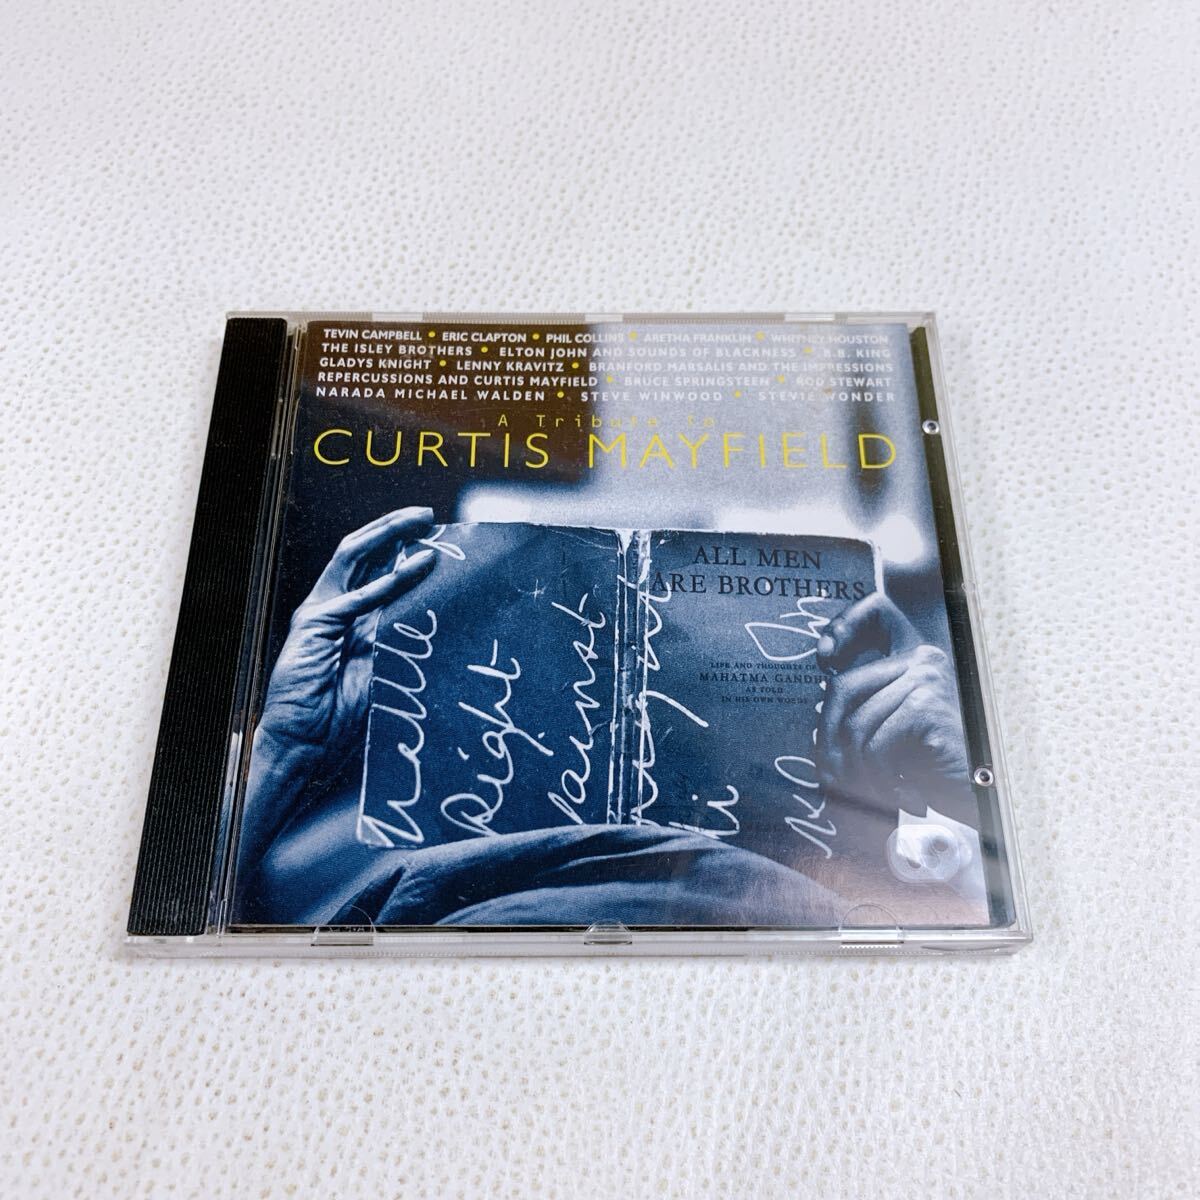 TEVIN CAMPBELL • ERIC CLAPTON • PHIL COLLINS • ARETHA FRANKLIN • WHITNEY HOUSTON
THE ISLEY BROTHERS • ELTON JOHN AND SOUNDS OF BLACKNESS • B.B. KING
GLADYS KNIGHT • LENNY KRAVITZ • BRANFORD MARSALIS AND THE IMPRESSIONS
REPERCUSSIONS AND CURTIS MAYFIELD • BRUCE SPRINGSTEEN • ROD STEWART
NARADA MICHAEL WALDEN • STEVE WINWOOD • STEVIE WONDER
A Tribute To
CURTIS MAYFIELD
ALL MEN
ARE BROTHERS
LIFE AND THOUGHTS OF
MAHATMA GANDHI
AS TOLD
IN HIS OWN WORDS
Right